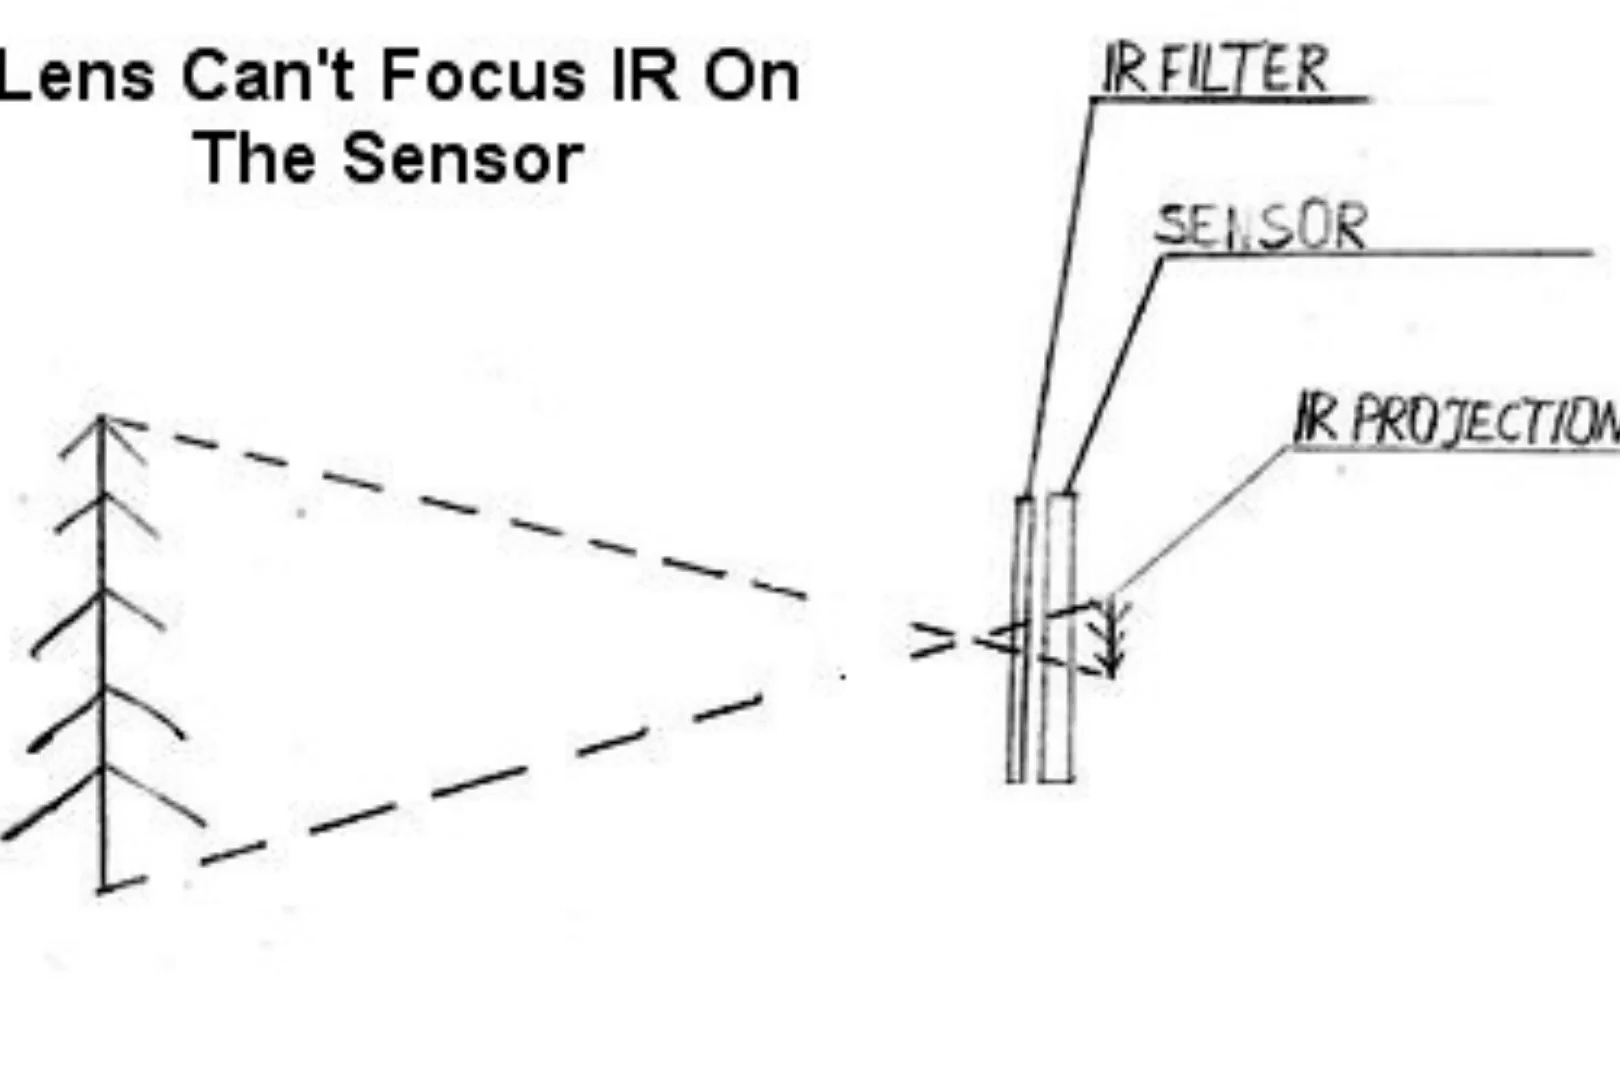 Lens Can't Focus IR On
The Sensor
IR FILTER
SENSOR
IR PROJECTION